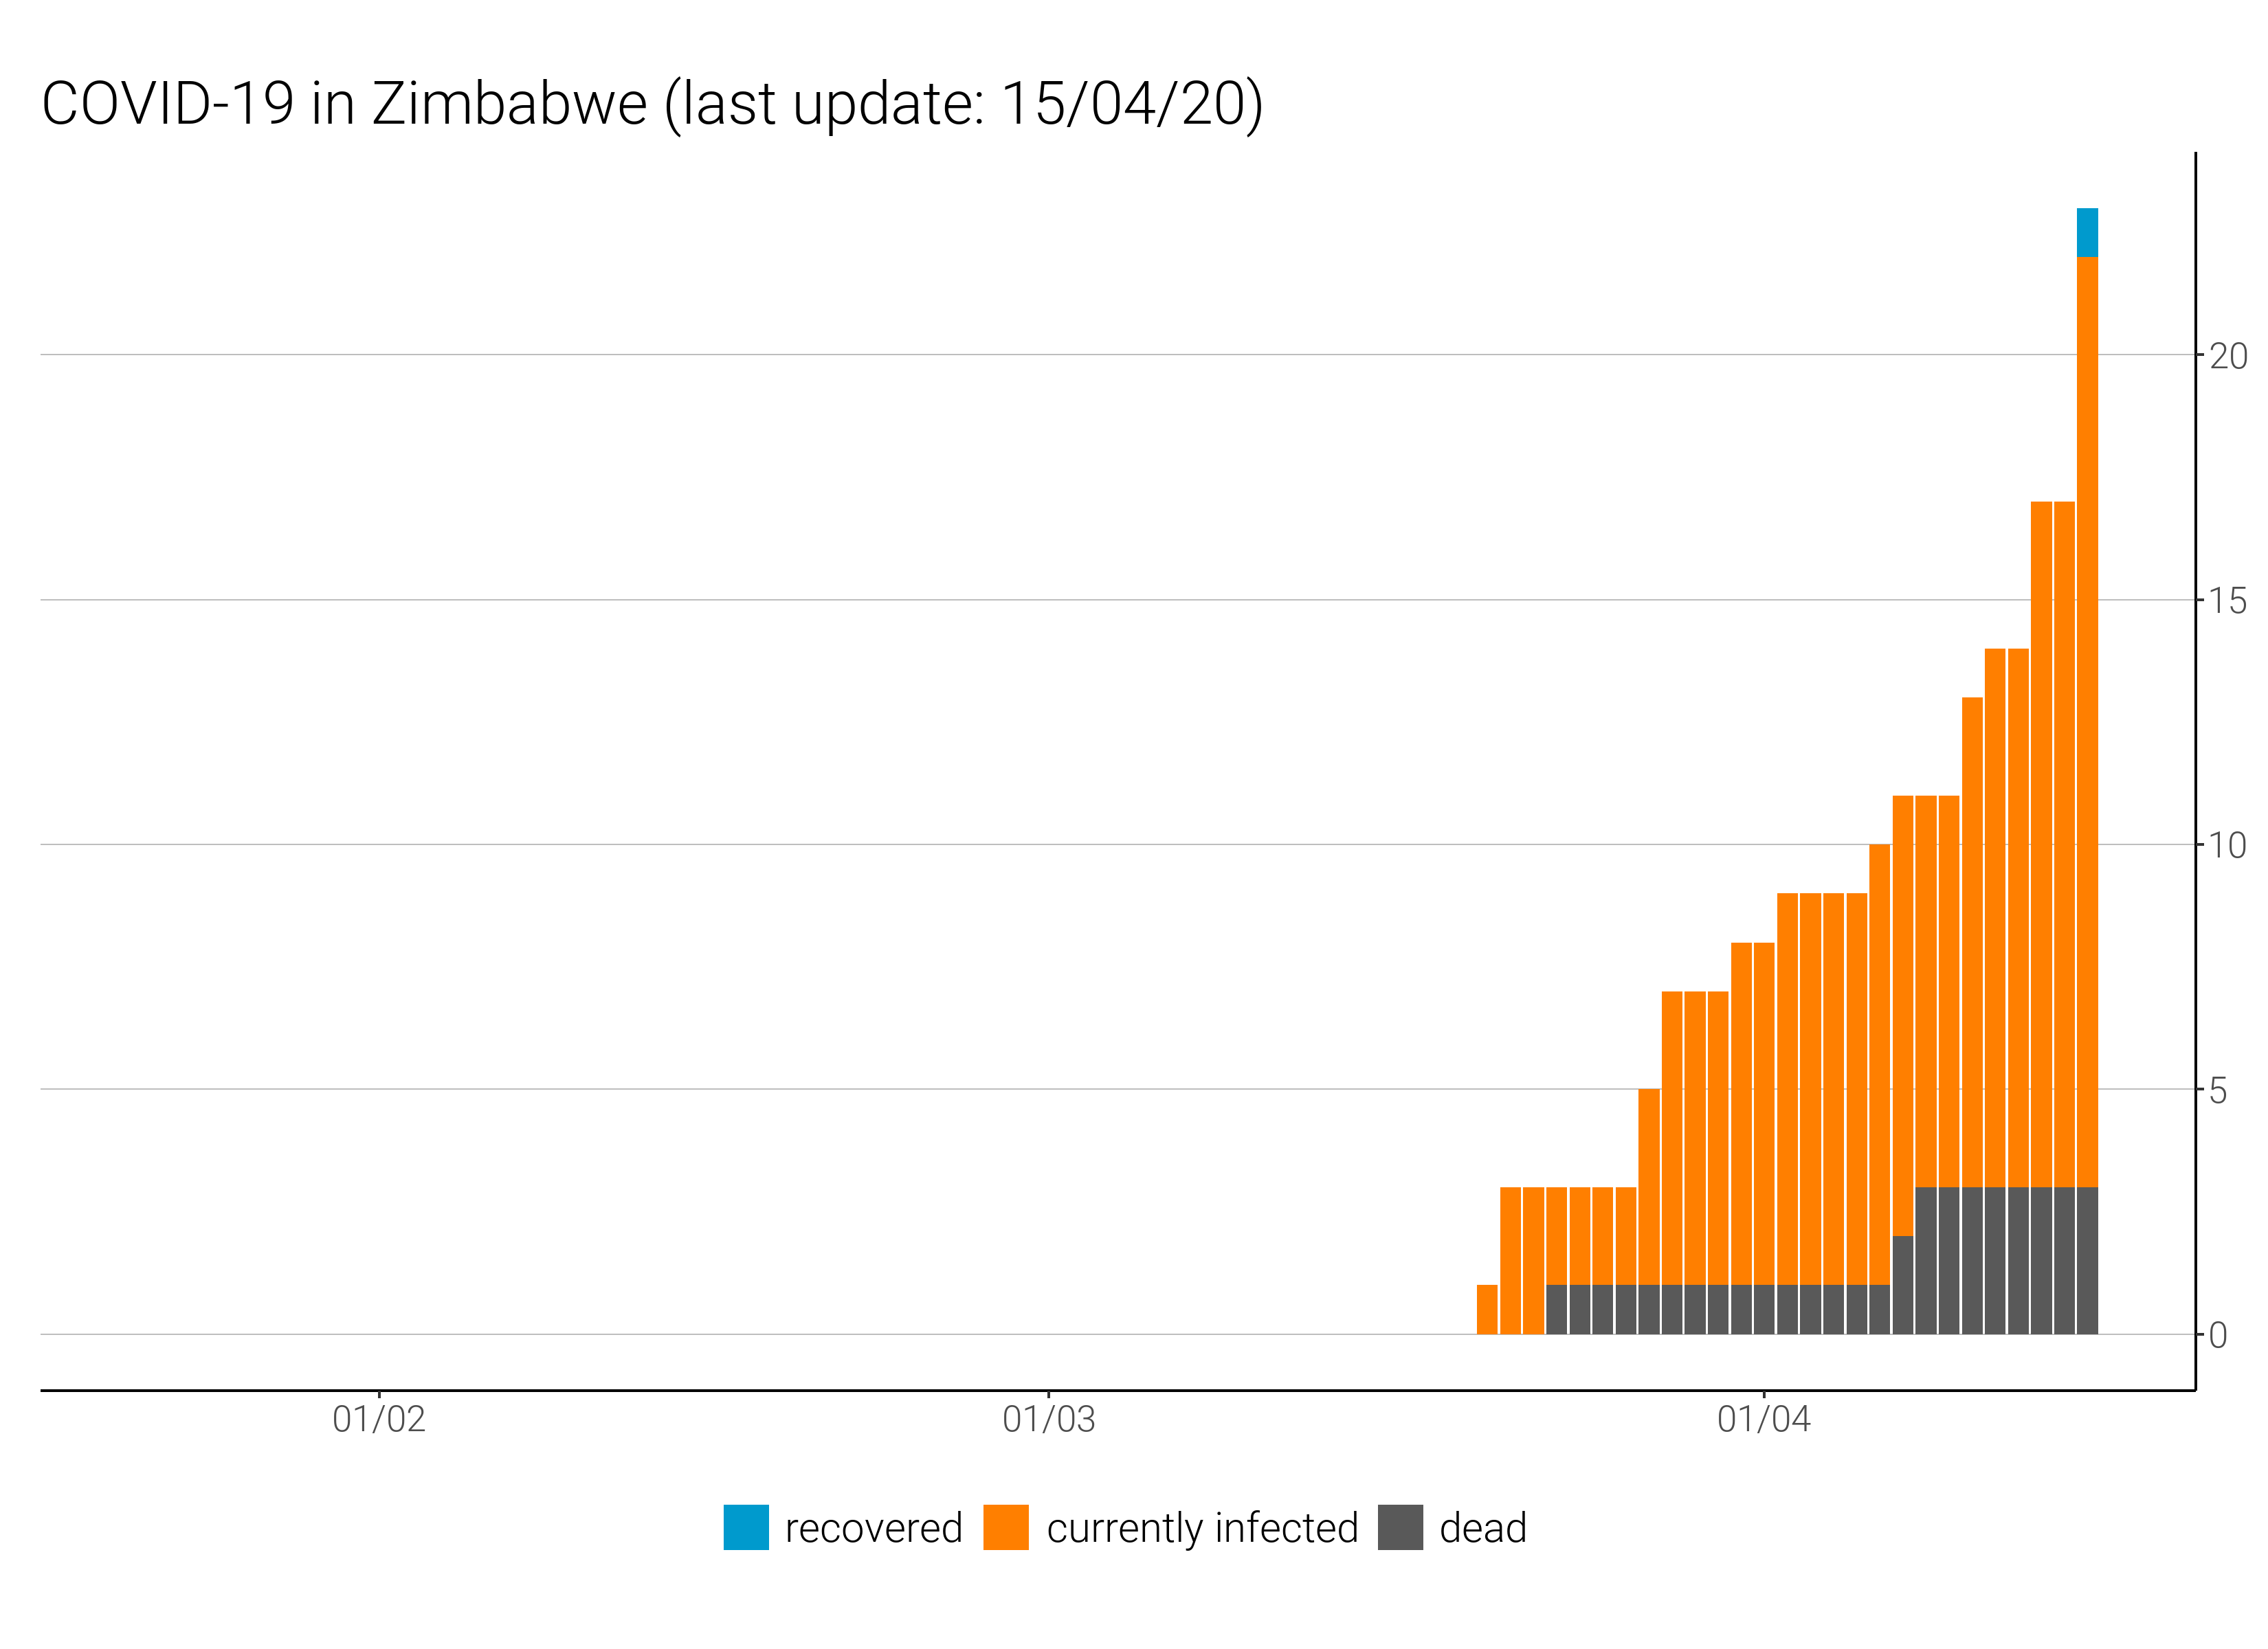 COVID-19 in Zimbabwe (last update: 15/04/20)
20
15
10
5
0
01/02 01/03 01/04
recovered currently infected dead